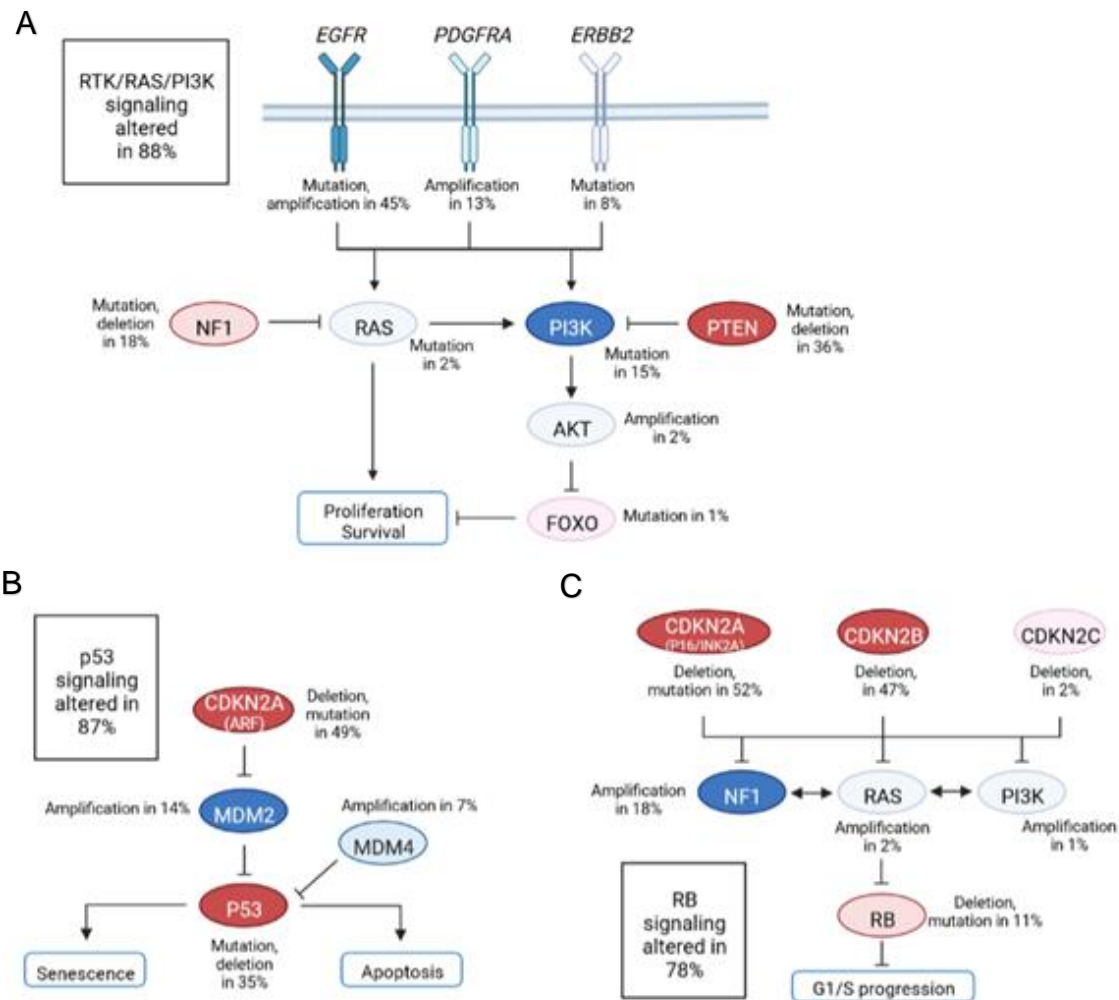 A
RTK/RAS/PI3K
signaling
altered
in 88%
EGFR
PDGFRA
ERBB2
Mutation,
amplification in 45%
Amplification
in 13%
Mutation
in 8%
Mutation,
deletion
in 18%
NF1
RAS
Mutation
in 2%
PI3K
Mutation
in 15%
PTEN
Mutation,
deletion
in 36%
AKT
Amplification
in 2%
Proliferation
Survival
FOXO
Mutation in 1%
B
p53
signaling
altered in
87%
CDKN2A
(ARF)
Deletion,
mutation
in 49%
Amplification in 14%
MDM2
Amplification in 7%
MDM4
P53
Mutation,
deletion
in 35%
Senescence
Apoptosis
C
CDKN2A
(P16/INK2A)
Deletion,
mutation in 52%
CDKN2B
Deletion,
in 47%
CDKN2C
Deletion,
in 2%
Amplification
in 18%
NF1
RAS
Amplification
in 2%
PI3K
Amplification
in 1%
RB
signaling
altered in
78%
RB
Deletion,
mutation in 11%
G1/S progression